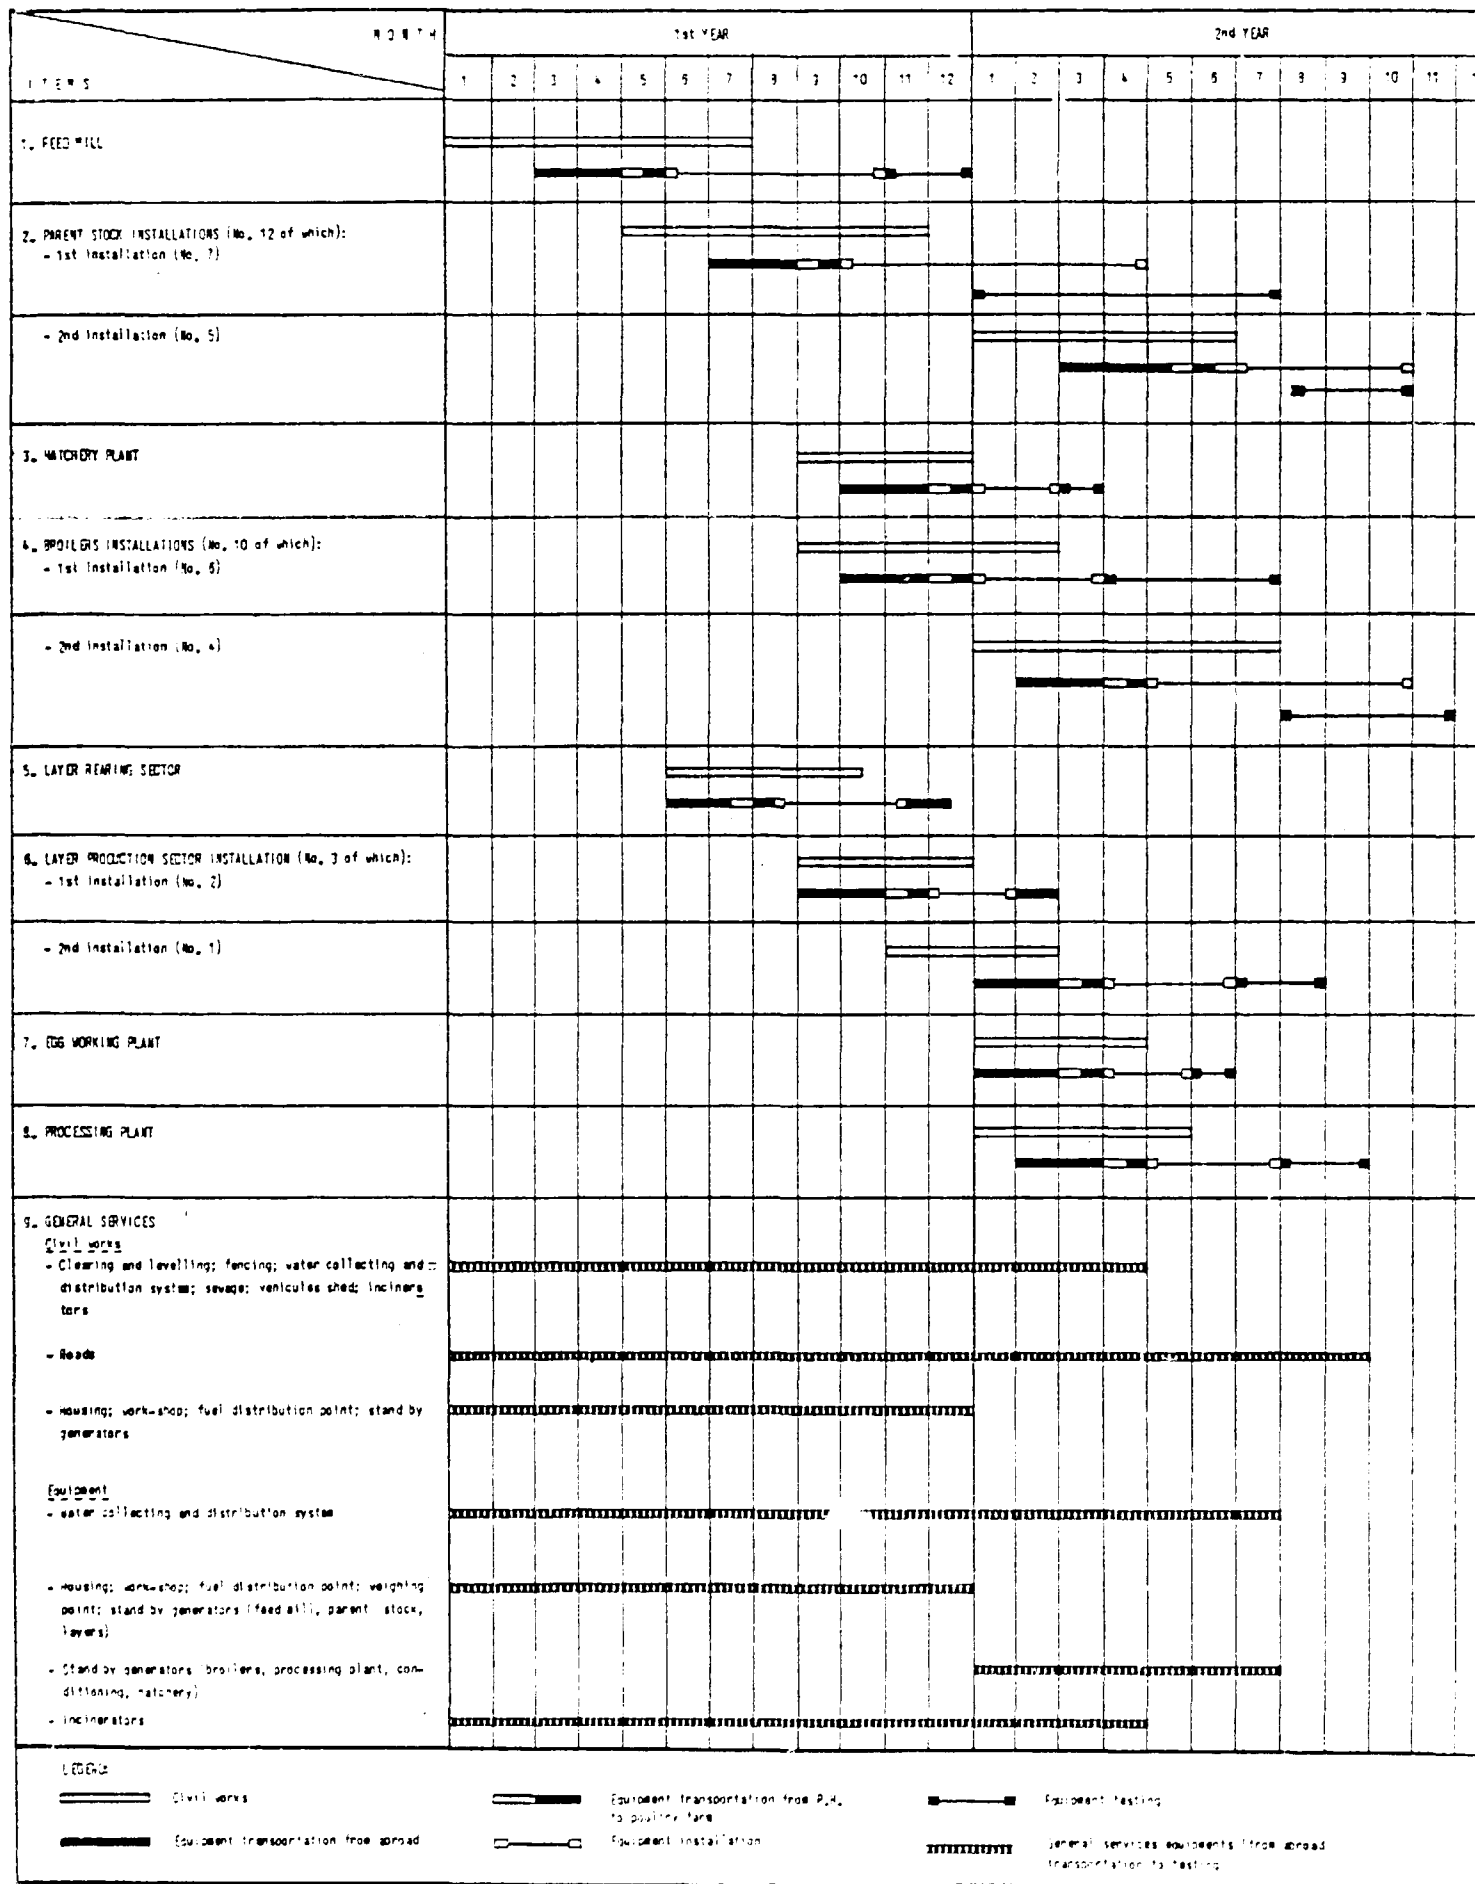 MONTH
1st YEAR
2nd YEAR
ITEMS
1 2 3 4 5 6 7 8 9 10 11 12 1 2 3 4 5 6 7 8 9 10 11
1. FEED MILL
2. PARENT STOCK INSTALLATIONS (No. 12 of which):
- 1st installation (No. 7)
- 2nd installation (No. 5)
3. HATCHERY PLANT
4. BROILERS INSTALLATIONS (No. 10 of which):
- 1st installation (No. 6)
- 2nd installation (No. 4)
5. LAYER REARING SECTOR
6. LAYER PRODUCTION SECTOR INSTALLATION (No. 3 of which):
- 1st installation (No. 2)
- 2nd installation (No. 1)
7. EGG WORKING PLANT
8. PROCESSING PLANT
9. GENERAL SERVICES
Civil works
- Clearing and levelling; fencing; water collecting and
distribution system; sewage; vehicules shed; incinera
tors
- Roads
- Housing; work-shop; fuel distribution point; stand by
generators
Equipment
- water collecting and distribution system
- Housing; work-shop; fuel distribution point; weighing
point; stand by generators (feed mill, parent stock,
layers)
- Stand by generators (broilers, processing plant, con-
ditioning, hatchery)
- Incinerators
LEGEND:
Civil works
Equipment transportation from P.H.
to poultry farm
Equipment testing
Equipment transportation from abroad
Equipment installation
General services equipments (from abroad
transportation to testing